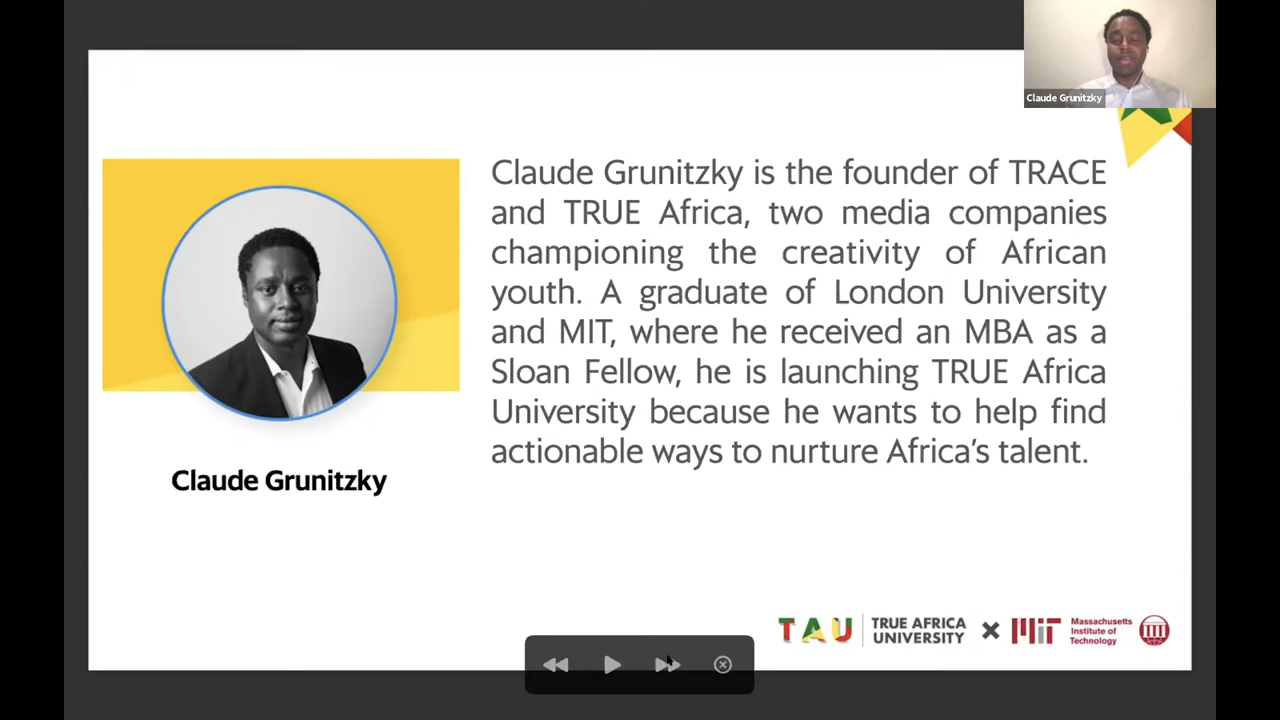 Claude Grunitzky
Claude Grunitzky is the founder of TRACE
and TRUE Africa, two media companies
championing the creativity of African
youth. A graduate of London University
and MIT, where he received an MBA as a
Sloan Fellow, he is launching TRUE Africa
University because he wants to help find
actionable ways to nurture Africa's talent.
Claude Grunitzky
TAU TRUE AFRICA
UNIVERSITY
MIT Massachusetts
Institute of
Technology